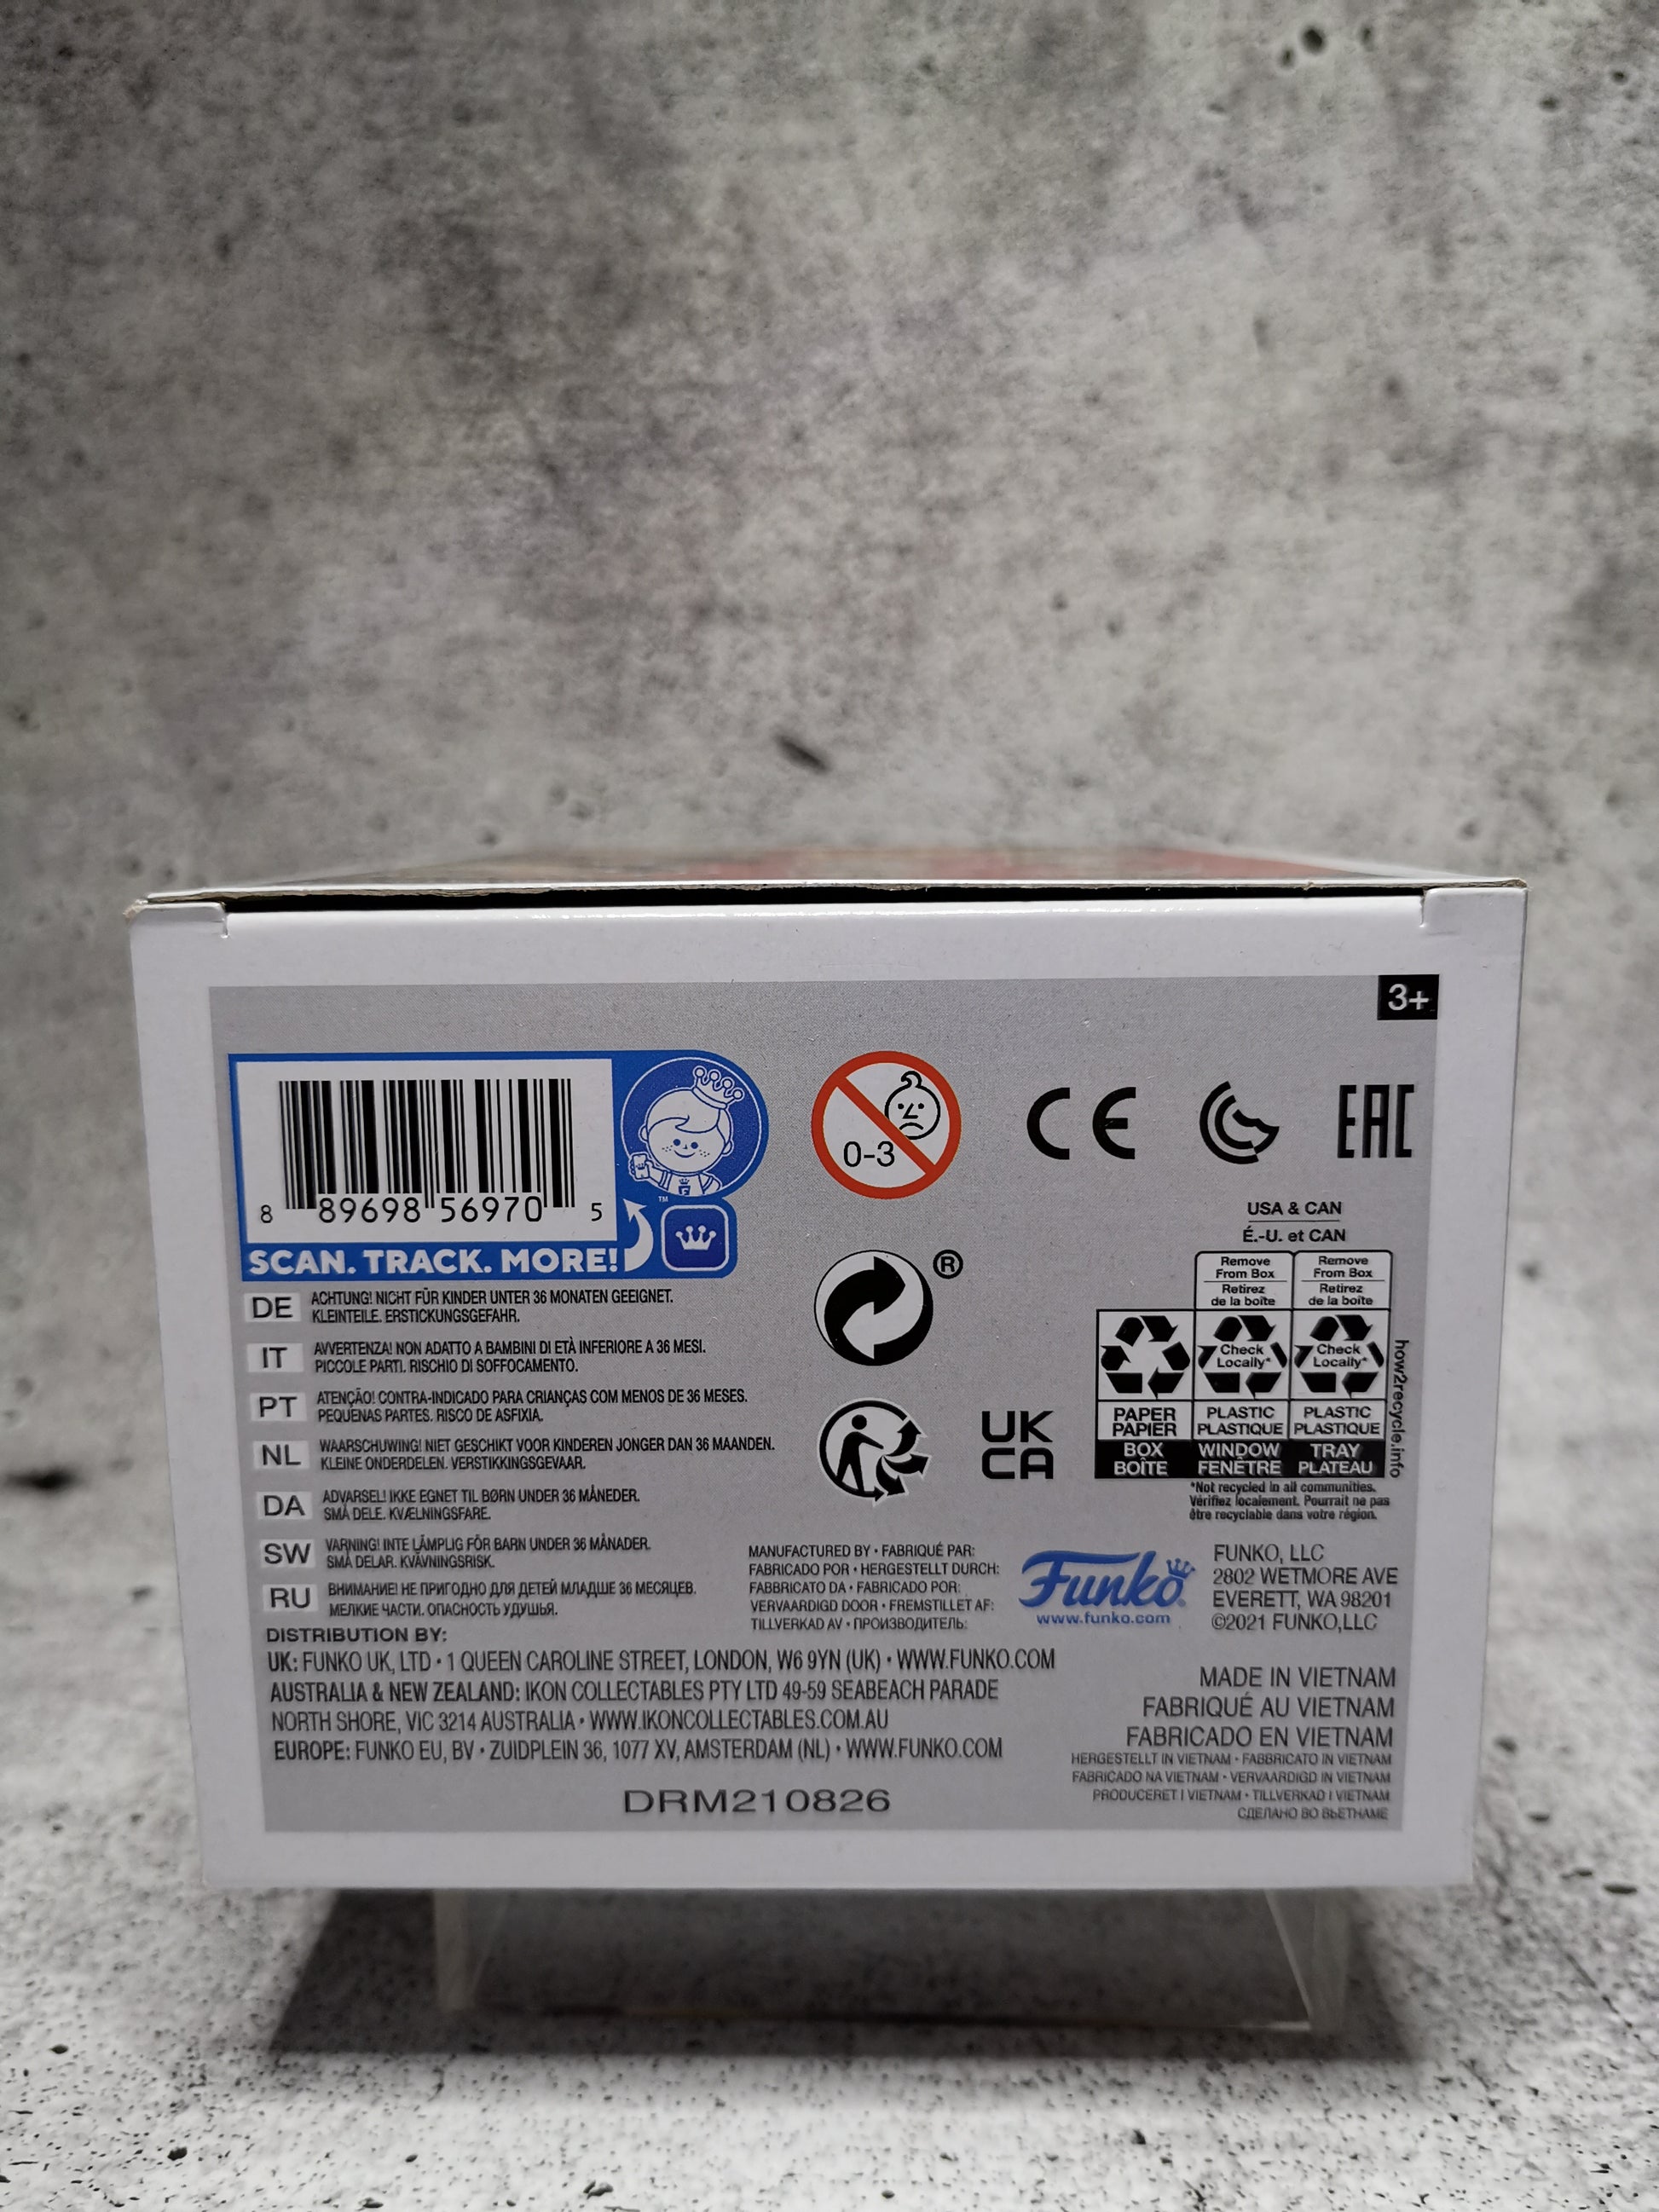 3+
8 89698 56970 5
SCAN. TRACK. MORE!
TM
0-3
CE
EAC
®
DE ACHTUNG! NICHT FÜR KINDER UNTER 36 MONATEN GEEIGNET.
KLEINTEILE. ERSTICKUNGSGEFAHR.
IT AVVERTENZA! NON ADATTO A BAMBINI DI ETÀ INFERIORE A 36 MESI.
PICCOLE PARTI. RISCHIO DI SOFFOCAMENTO.
PT ATENÇÃO! CONTRA-INDICADO PARA CRIANÇAS COM MENOS DE 36 MESES.
PEQUENAS PARTES. RISCO DE ASFIXIA.
NL WAARSCHUWING! NIET GESCHIKT VOOR KINDEREN JONGER DAN 36 MAANDEN.
KLEINE ONDERDELEN. VERSTIKKINGSGEVAAR.
DA ADVARSEL! IKKE EGNET TIL BØRN UNDER 36 MÅNEDER.
SMÅ DELE. KVÆLNINGSFARE.
SW VARNING! INTE LÄMPLIG FÖR BARN UNDER 36 MÅNADER.
SMÅ DELAR. KVÄVNINGSRISK.
RU ВНИМАНИЕ! НЕ ПРИГОДНО ДЛЯ ДЕТЕЙ МЛАДШЕ 36 МЕСЯЦЕВ.
МЕЛКИЕ ЧАСТИ. ОПАСНОСТЬ УДУШЬЯ.
UK
CA
USA & CAN
É.-U. et CAN
Remove
From Box
Retirez
de la boîte
Remove
From Box
Retirez
de la boîte
Check
Locally*
Check
Locally*
PAPER
PAPIER
PLASTIC
PLASTIQUE
PLASTIC
PLASTIQUE
BOX
BOÎTE
WINDOW
FENÊTRE
TRAY
PLATEAU
how2recycle.info
*Not recycled in all communities.
Vérifiez localement. Pourrait ne pas
être recyclable dans votre région.
MANUFACTURED BY • FABRIQUÉ PAR:
FABRICADO POR • HERGESTELLT DURCH:
FABBRICATO DA • FABRICADO POR:
VERVAARDIGD DOOR • FREMSTILLET AF:
TILLVERKAD AV • ПРОИЗВОДИТЕЛЬ:
Funko
www.funko.com
FUNKO, LLC
2802 WETMORE AVE
EVERETT, WA 98201
©2021 FUNKO,LLC
DISTRIBUTION BY:
UK: FUNKO UK, LTD • 1 QUEEN CAROLINE STREET, LONDON, W6 9YN (UK) • WWW.FUNKO.COM
AUSTRALIA & NEW ZEALAND: IKON COLLECTABLES PTY LTD 49-59 SEABEACH PARADE
NORTH SHORE, VIC 3214 AUSTRALIA • WWW.IKONCOLLECTABLES.COM.AU
EUROPE: FUNKO EU, BV • ZUIDPLEIN 36, 1077 XV, AMSTERDAM (NL) • WWW.FUNKO.COM
MADE IN VIETNAM
FABRIQUÉ AU VIETNAM
FABRICADO EN VIETNAM
HERGESTELLT IN VIETNAM • FABBRICATO IN VIETNAM
FABRICADO NA VIETNAM • VERVAARDIGD IN VIETNAM
PRODUCERET I VIETNAM • TILLVERKAD I VIETNAM
СДЕЛАНО ВО ВЬЕТНАМЕ
DRM210826